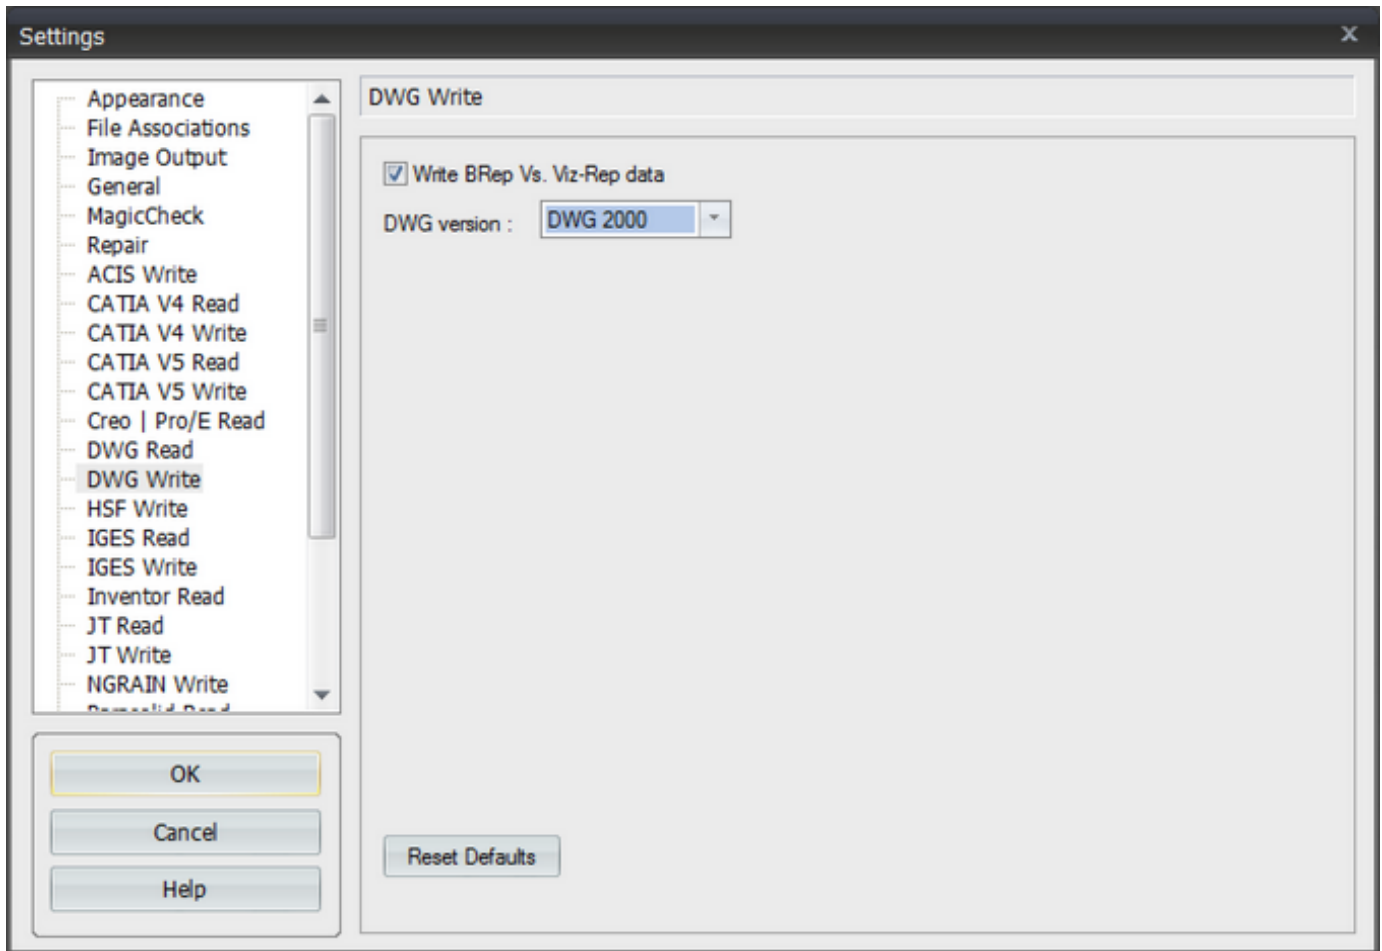 Settings
x
Appearance
File Associations
Image Output
General
MagicCheck
Repair
ACIS Write
CATIA V4 Read
CATIA V4 Write
CATIA V5 Read
CATIA V5 Write
Creo | Pro/E Read
DWG Read
DWG Write
HSF Write
IGES Read
IGES Write
Inventor Read
JT Read
JT Write
NGRAIN Write
Parasolid Read
OK
Cancel
Help
DWG Write
Write BRep Vs. Viz-Rep data
DWG version : DWG 2000
Reset Defaults